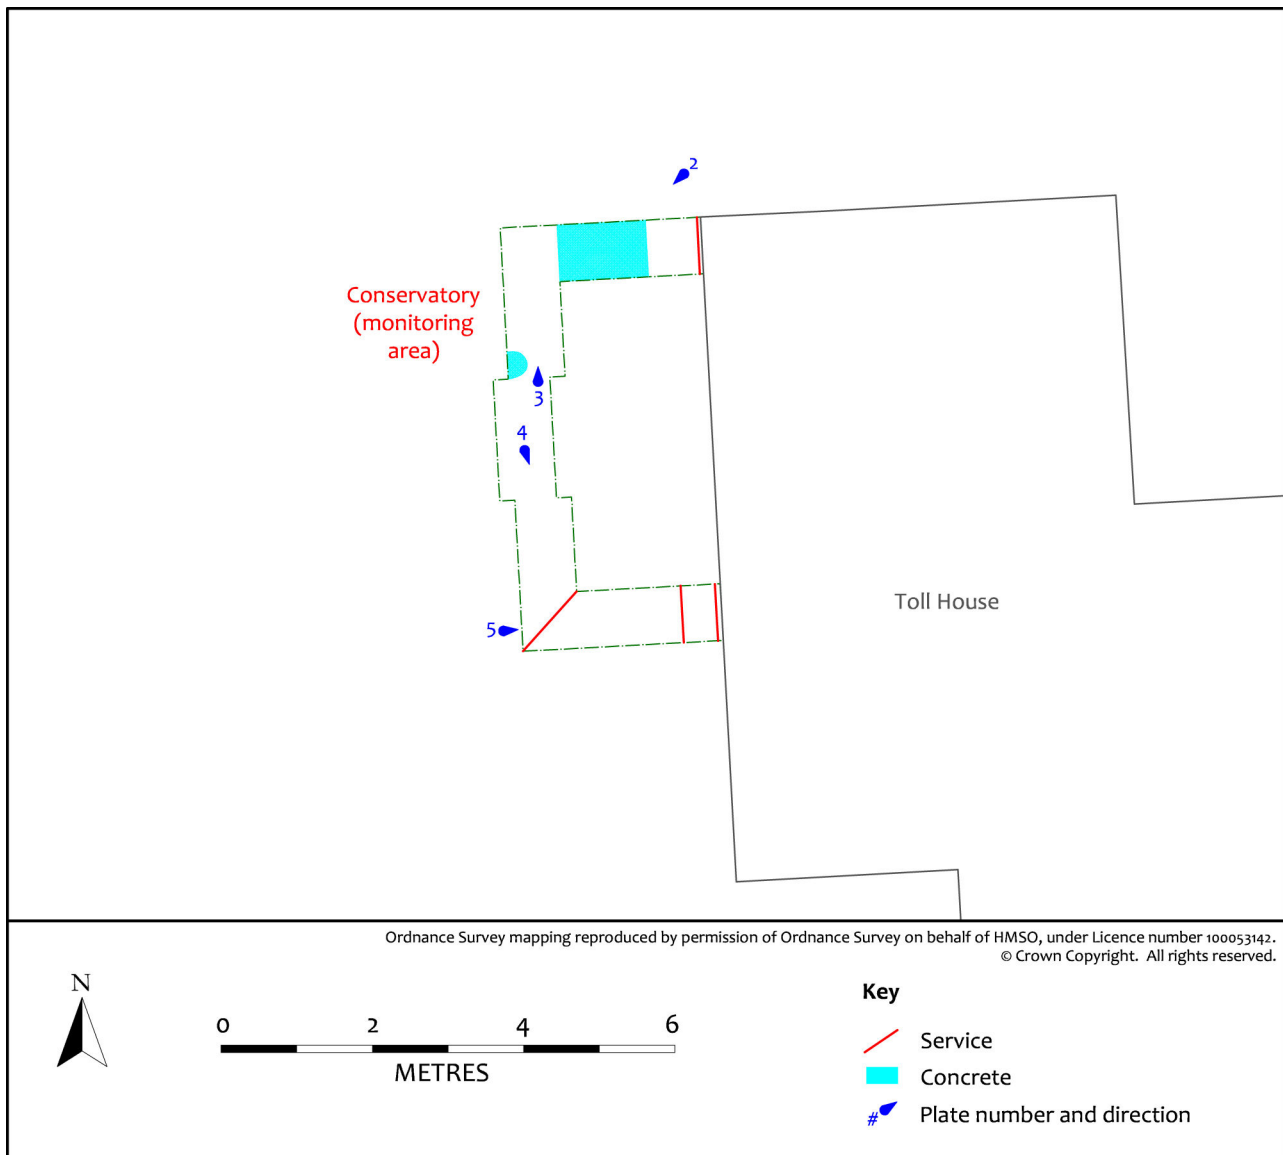 2
Conservatory
(monitoring
area)
3
4
5
Toll House
Ordnance Survey mapping reproduced by permission of Ordnance Survey on behalf of HMSO, under Licence number 100053142.
© Crown Copyright. All rights reserved.
N
0 2 4 6
METRES
Key
Service
Concrete
# Plate number and direction